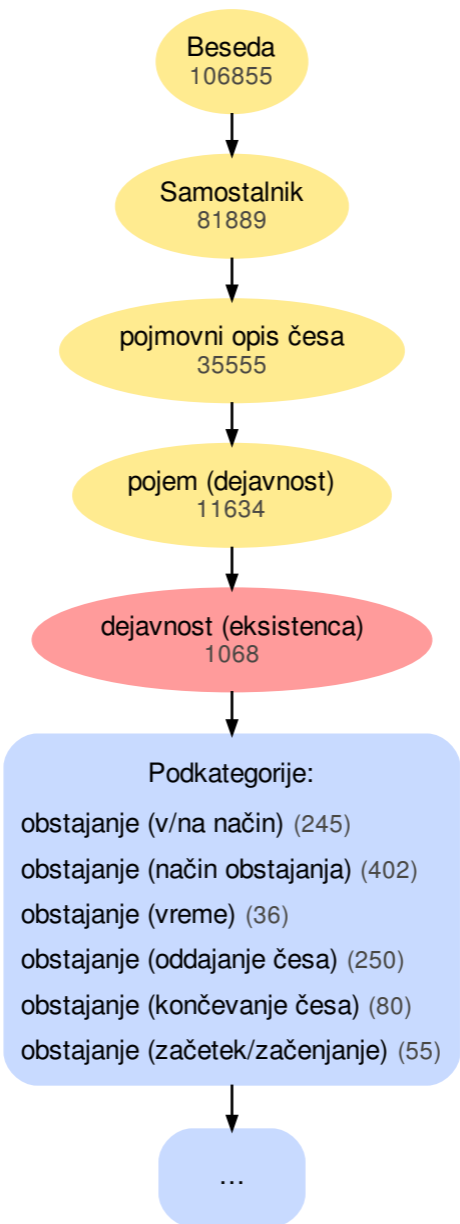 Beseda
106855
Samostalnik
81889
pojmovni opis česa
35555
pojem (dejavnost)
11634
dejavnost (eksistenca)
1068
Podkategorije:
obstajanje (v/na način) (245)
obstajanje (način obstajanja) (402)
obstajanje (vreme) (36)
obstajanje (oddajanje česa) (250)
obstajanje (končevanje česa) (80)
obstajanje (začetek/začenjanje) (55)
...